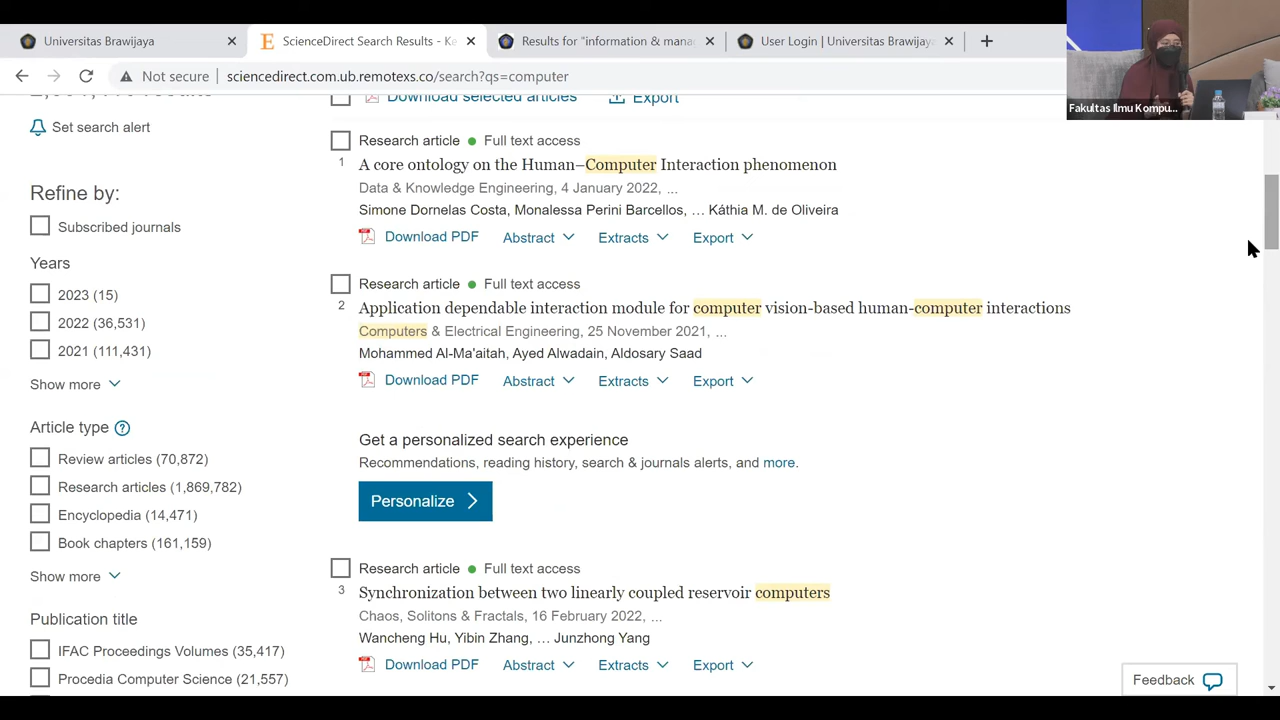 Universitas Brawijaya
ScienceDirect Search Results - Ke
Results for "information & mana
User Login | Universitas Brawijaya
Not secure
sciencedirect.com.ub.remotexs.co/search?qs=computer
Fakultas Ilmu Kompu...
Download selected articles
Export
Set search alert
Refine by:
Subscribed journals
Years
2023 (15)
2022 (36,531)
2021 (111,431)
Show more
Article type
Review articles (70,872)
Research articles (1,869,782)
Encyclopedia (14,471)
Book chapters (161,159)
Show more
Publication title
IFAC Proceedings Volumes (35,417)
Procedia Computer Science (21,557)
Research article Full text access
1
A core ontology on the Human–Computer Interaction phenomenon
Data & Knowledge Engineering, 4 January 2022, ...
Simone Dornelas Costa, Monalessa Perini Barcellos, … Káthia M. de Oliveira
Download PDF Abstract Extracts Export
Research article Full text access
2
Application dependable interaction module for computer vision-based human-computer interactions
Computers & Electrical Engineering, 25 November 2021, ...
Mohammed Al-Ma'aitah, Ayed Alwadain, Aldosary Saad
Download PDF Abstract Extracts Export
Get a personalized search experience
Recommendations, reading history, search & journals alerts, and more.
Personalize
Research article Full text access
3
Synchronization between two linearly coupled reservoir computers
Chaos, Solitons & Fractals, 16 February 2022, ...
Wancheng Hu, Yibin Zhang, … Junzhong Yang
Download PDF Abstract Extracts Export
Feedback